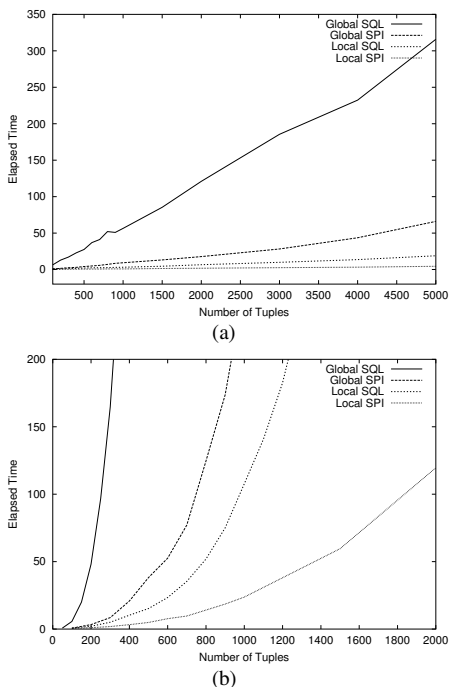 350
300
250
200
150
100
50
0
Elapsed Time
Global SQL
Global SPI
Local SQL
Local SPI
500 1000 1500 2000 2500 3000 3500 4000 4500 5000
Number of Tuples
(a)
200
150
100
50
0
Elapsed Time
Global SQL
Global SPI
Local SQL
Local SPI
0 200 400 600 800 1000 1200 1400 1600 1800 2000
Number of Tuples
(b)